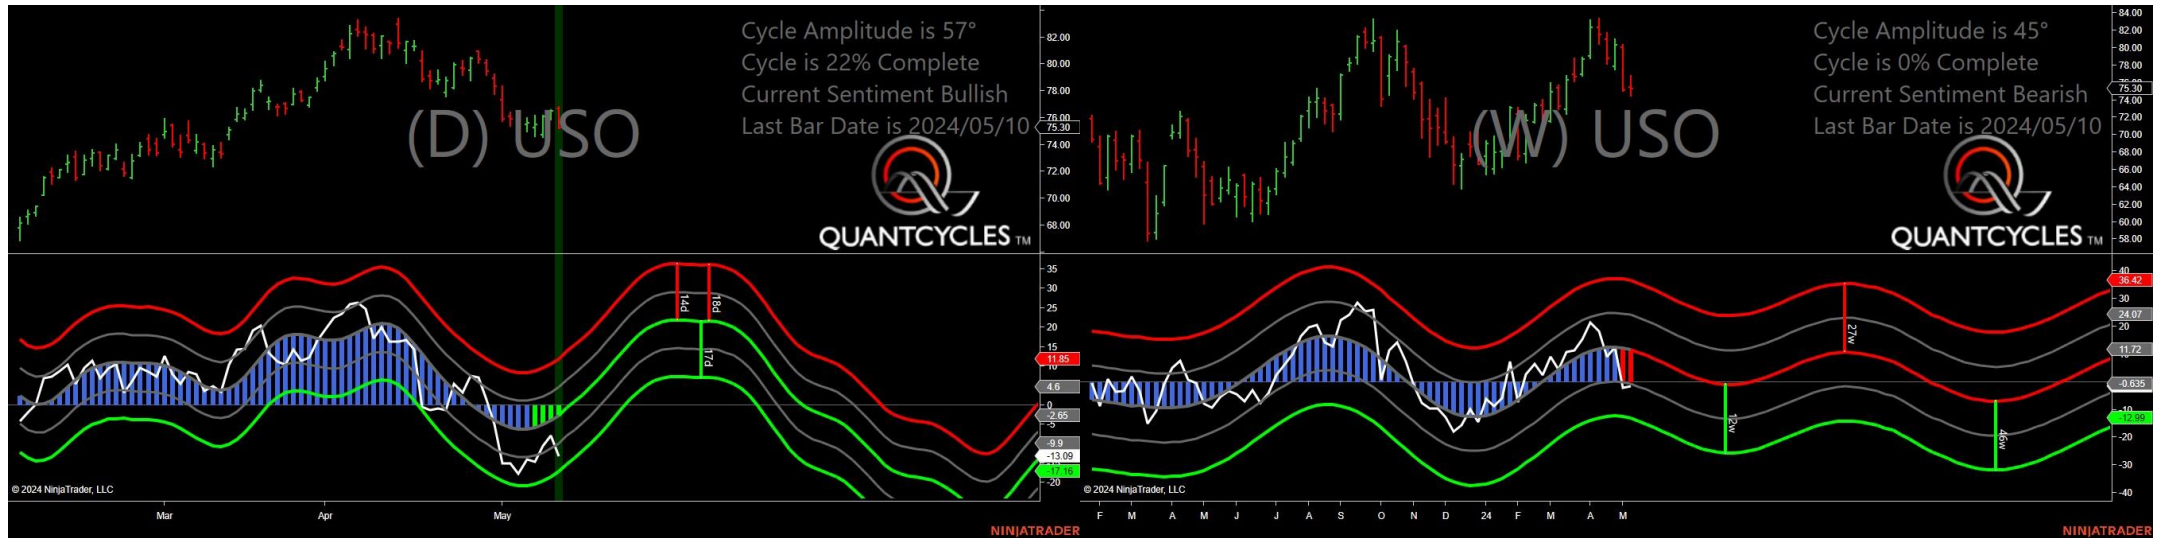 Cycle Amplitude is 57°
Cycle is 22% Complete
Current Sentiment Bullish
Last Bar Date is 2024/05/10
(D) USO
QUANTCYCLES TM
82.00
80.00
78.00
76.00
75.30
74.00
72.00
70.00
68.00
35
30
25
20
15
11.85
10
4.6
0
-2.65
-5
-9.9
-13.09
-17.16
-20
14d
18d
17d
© 2024 NinjaTrader, LLC
Mar
Apr
May
NINJATRADER
Cycle Amplitude is 45°
Cycle is 0% Complete
Current Sentiment Bearish
Last Bar Date is 2024/05/10
(W) USO
QUANTCYCLES TM
84.00
82.00
80.00
78.00
75.30
74.00
72.00
70.00
68.00
66.00
64.00
62.00
60.00
58.00
40
36.42
30
24.07
20
11.72
-0.635
-10
-12.99
-20
-30
-40
27w
12w
46w
© 2024 NinjaTrader, LLC
F M A M J J A S O N D 24 F M A M
NINJATRADER